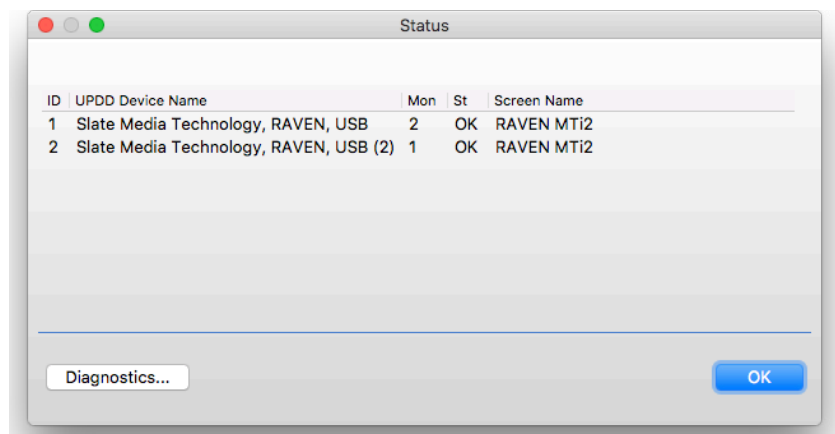 Status
ID UPDD Device Name Mon St Screen Name
1 Slate Media Technology, RAVEN, USB 2 OK RAVEN MTi2
2 Slate Media Technology, RAVEN, USB (2) 1 OK RAVEN MTi2
Diagnostics... OK